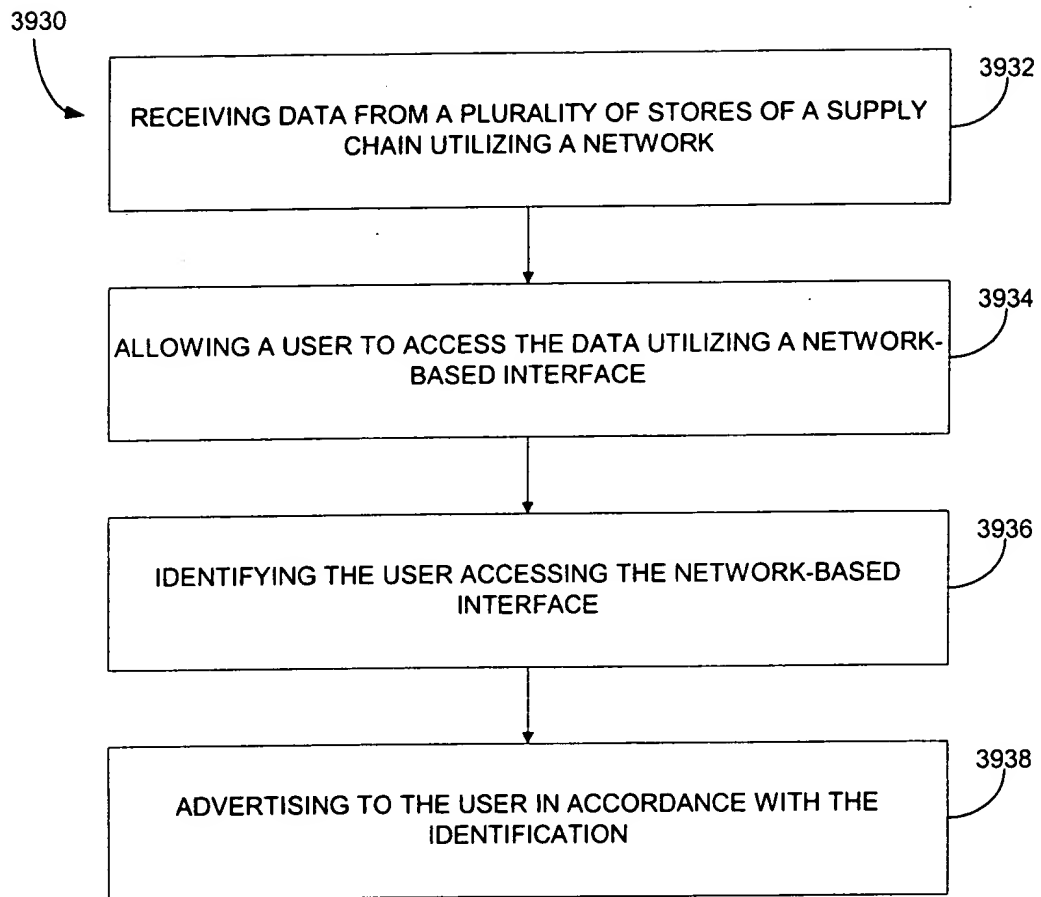 3930
3932
RECEIVING DATA FROM A PLURALITY OF STORES OF A SUPPLY
CHAIN UTILIZING A NETWORK
3934
ALLOWING A USER TO ACCESS THE DATA UTILIZING A NETWORK-
BASED INTERFACE
3936
IDENTIFYING THE USER ACCESSING THE NETWORK-BASED
INTERFACE
3938
ADVERTISING TO THE USER IN ACCORDANCE WITH THE
IDENTIFICATION